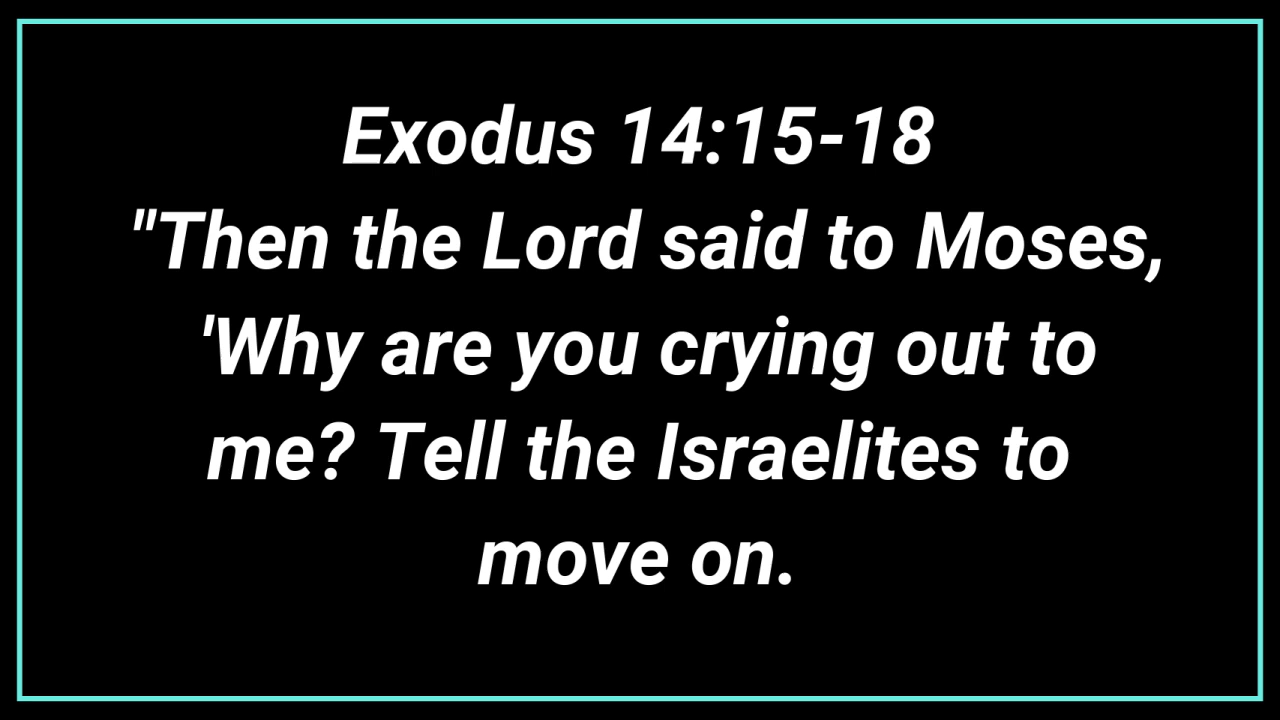 Exodus 14:15-18
"Then the Lord said to Moses,
'Why are you crying out to
me? Tell the Israelites to
move on.